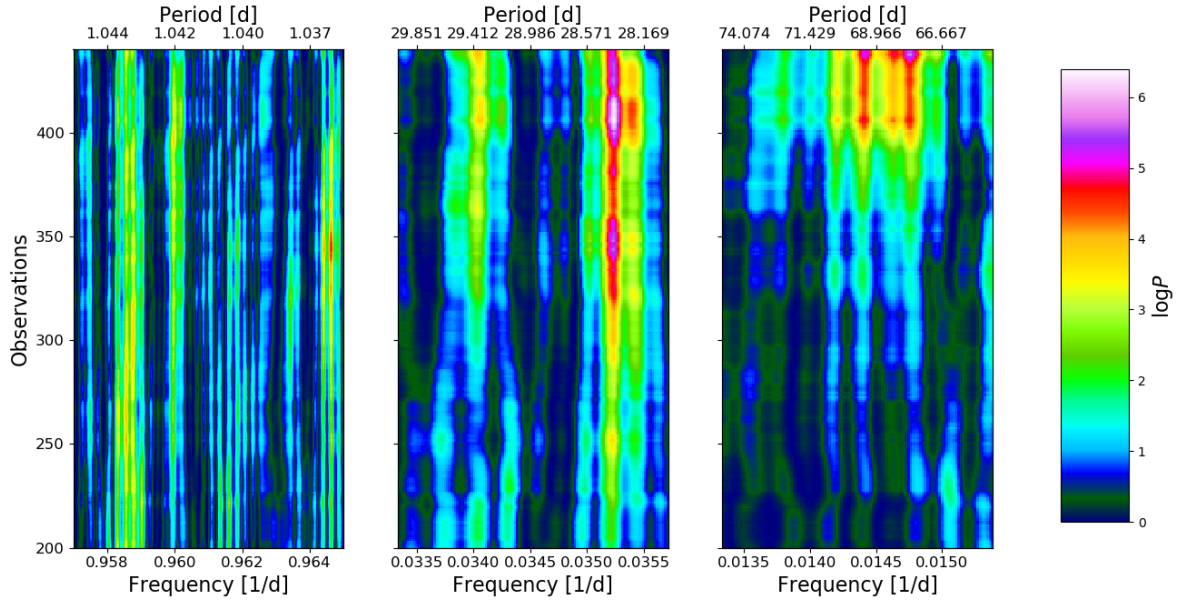 Period [d] Period [d] Period [d]
1.044 1.042 1.040 1.037 29.851 29.412 28.986 28.571 28.169 74.074 71.429 68.966 66.667
400
350
300
250
200
Observations
0.958 0.960 0.962 0.964 0.0335 0.0340 0.0345 0.0350 0.0355 0.0135 0.0140 0.0145 0.0150
Frequency [1/d] Frequency [1/d] Frequency [1/d]
6
5
4
3
2
1
0
logP